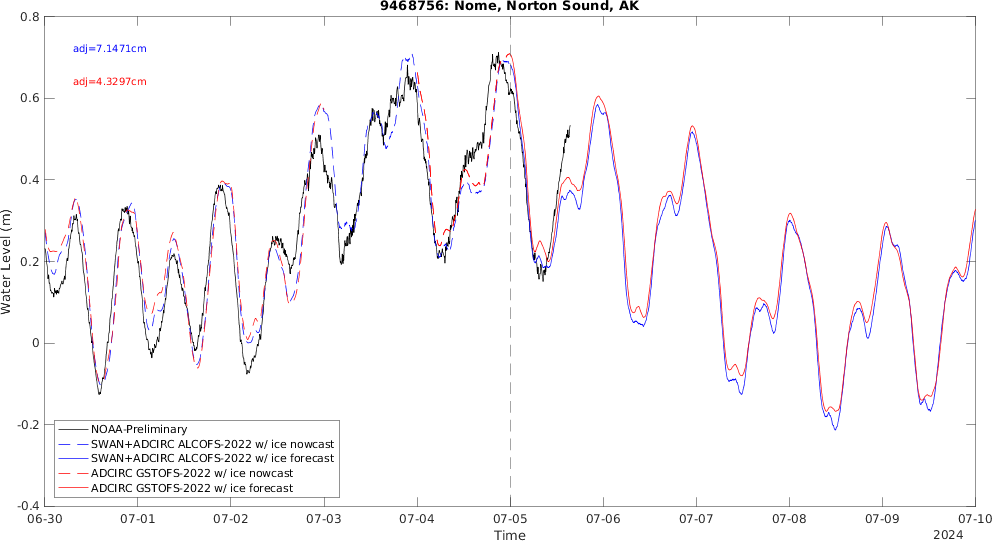 9468756: Nome, Norton Sound, AK
0.8
adj=7.1471cm
adj=4.3297cm
0.6
0.4
Water Level (m)
0.2
0
-0.2
NOAA-Preliminary
SWAN+ADCIRC ALCOFS-2022 w/ ice nowcast
SWAN+ADCIRC ALCOFS-2022 w/ ice forecast
ADCIRC GSTOFS-2022 w/ ice nowcast
ADCIRC GSTOFS-2022 w/ ice forecast
-0.4
06-30 07-01 07-02 07-03 07-04 07-05 07-06 07-07 07-08 07-09 07-10
Time
2024